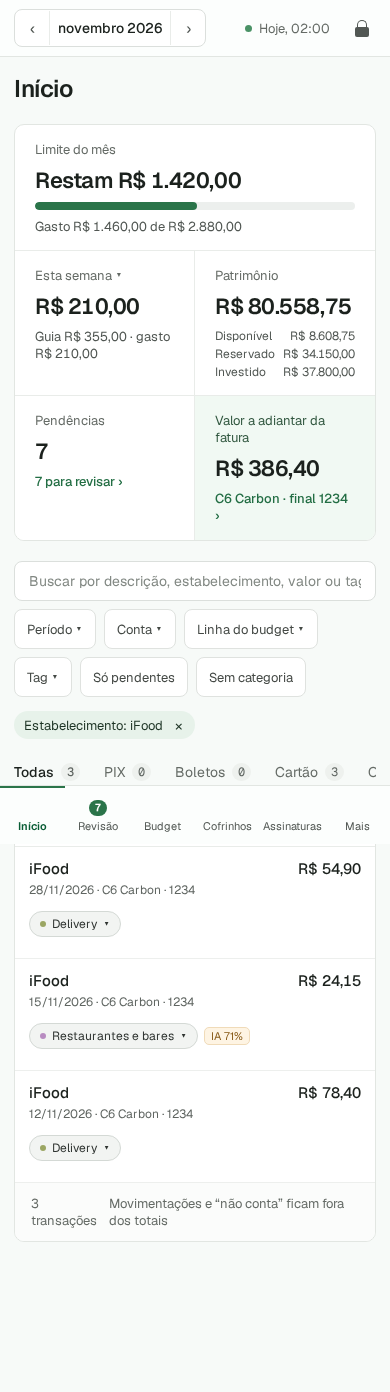 ‹ novembro 2026 › Hoje, 02:00
Início
Limite do mês
Restam R$ 1.420,00
Gasto R$ 1.460,00 de R$ 2.880,00
Esta semana ▾
R$ 210,00
Guia R$ 355,00 · gasto
R$ 210,00
Patrimônio
R$ 80.558,75
Disponível R$ 8.608,75
Reservado R$ 34.150,00
Investido R$ 37.800,00
Pendências
7
7 para revisar ›
Valor a adiantar da
fatura
R$ 386,40
C6 Carbon · final 1234
›
Buscar por descrição, estabelecimento, valor ou tag
Período ▾ Conta ▾ Linha do budget ▾
Tag ▾ Só pendentes Sem categoria
Estabelecimento: iFood ×
Todas 3 PIX 0 Boletos 0 Cartão 3
7
Início Revisão Budget Cofrinhos Assinaturas Mais
iFood R$ 54,90
28/11/2026 · C6 Carbon · 1234
Delivery ▾
iFood R$ 24,15
15/11/2026 · C6 Carbon · 1234
Restaurantes e bares ▾ IA 71%
iFood R$ 78,40
12/11/2026 · C6 Carbon · 1234
Delivery ▾
3
transações
Movimentações e “não conta” ficam fora
dos totais